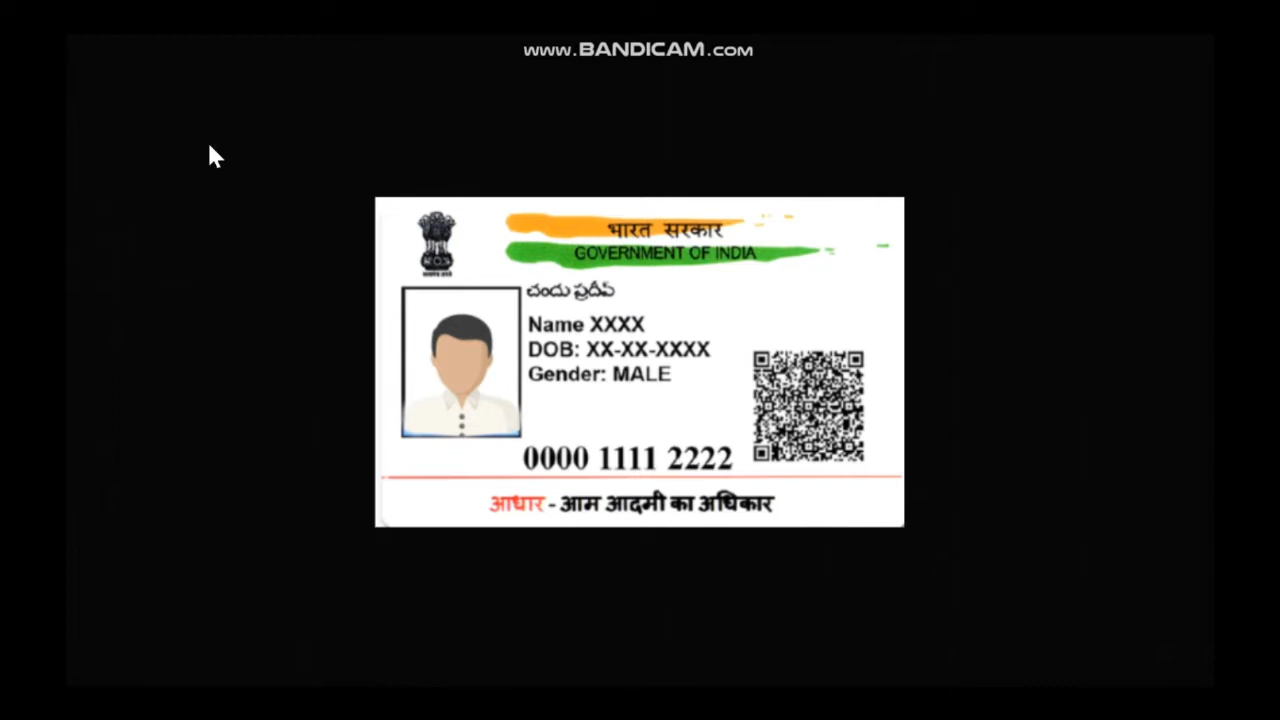 www.BANDICAM.com
भारत सरकार
GOVERNMENT OF INDIA
చందు ప్రదీప్
Name XXXX
DOB: XX-XX-XXXX
Gender: MALE
0000 1111 2222
आधार - आम आदमी का अधिकार